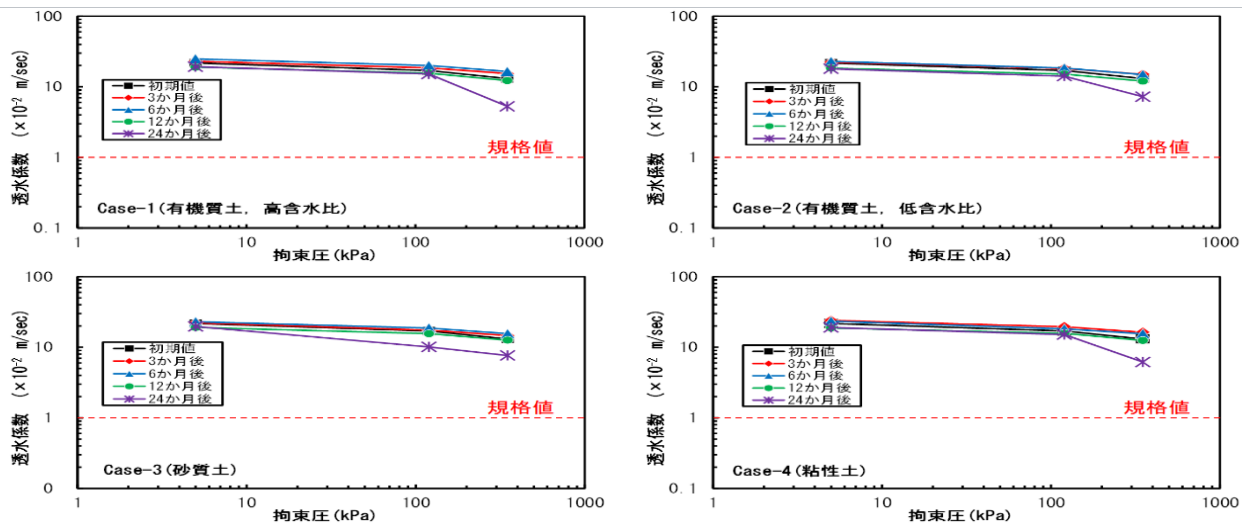 100
10
1
0.1
透水係数 (×10⁻² m/sec)
初期値
3か月後
6か月後
12か月後
24か月後
規格値
Case-1(有機質土, 高含水比)
1
10
100
1000
拘束圧(kPa)
100
10
1
0.1
透水係数 (×10⁻² m/sec)
初期値
3か月後
6か月後
12か月後
24か月後
規格値
Case-2(有機質土, 低含水比)
1
10
100
1000
拘束圧(kPa)
100
10
1
0
透水係数 (×10⁻² m/sec)
初期値
3か月後
6か月後
12か月後
24か月後
規格値
Case-3(砂質土)
1
10
100
1000
拘束圧(kPa)
100
10
1
0.1
透水係数 (×10⁻² m/sec)
初期値
3か月後
6か月後
12か月後
24か月後
規格値
Case-4(粘性土)
1
10
100
1000
拘束圧(kPa)